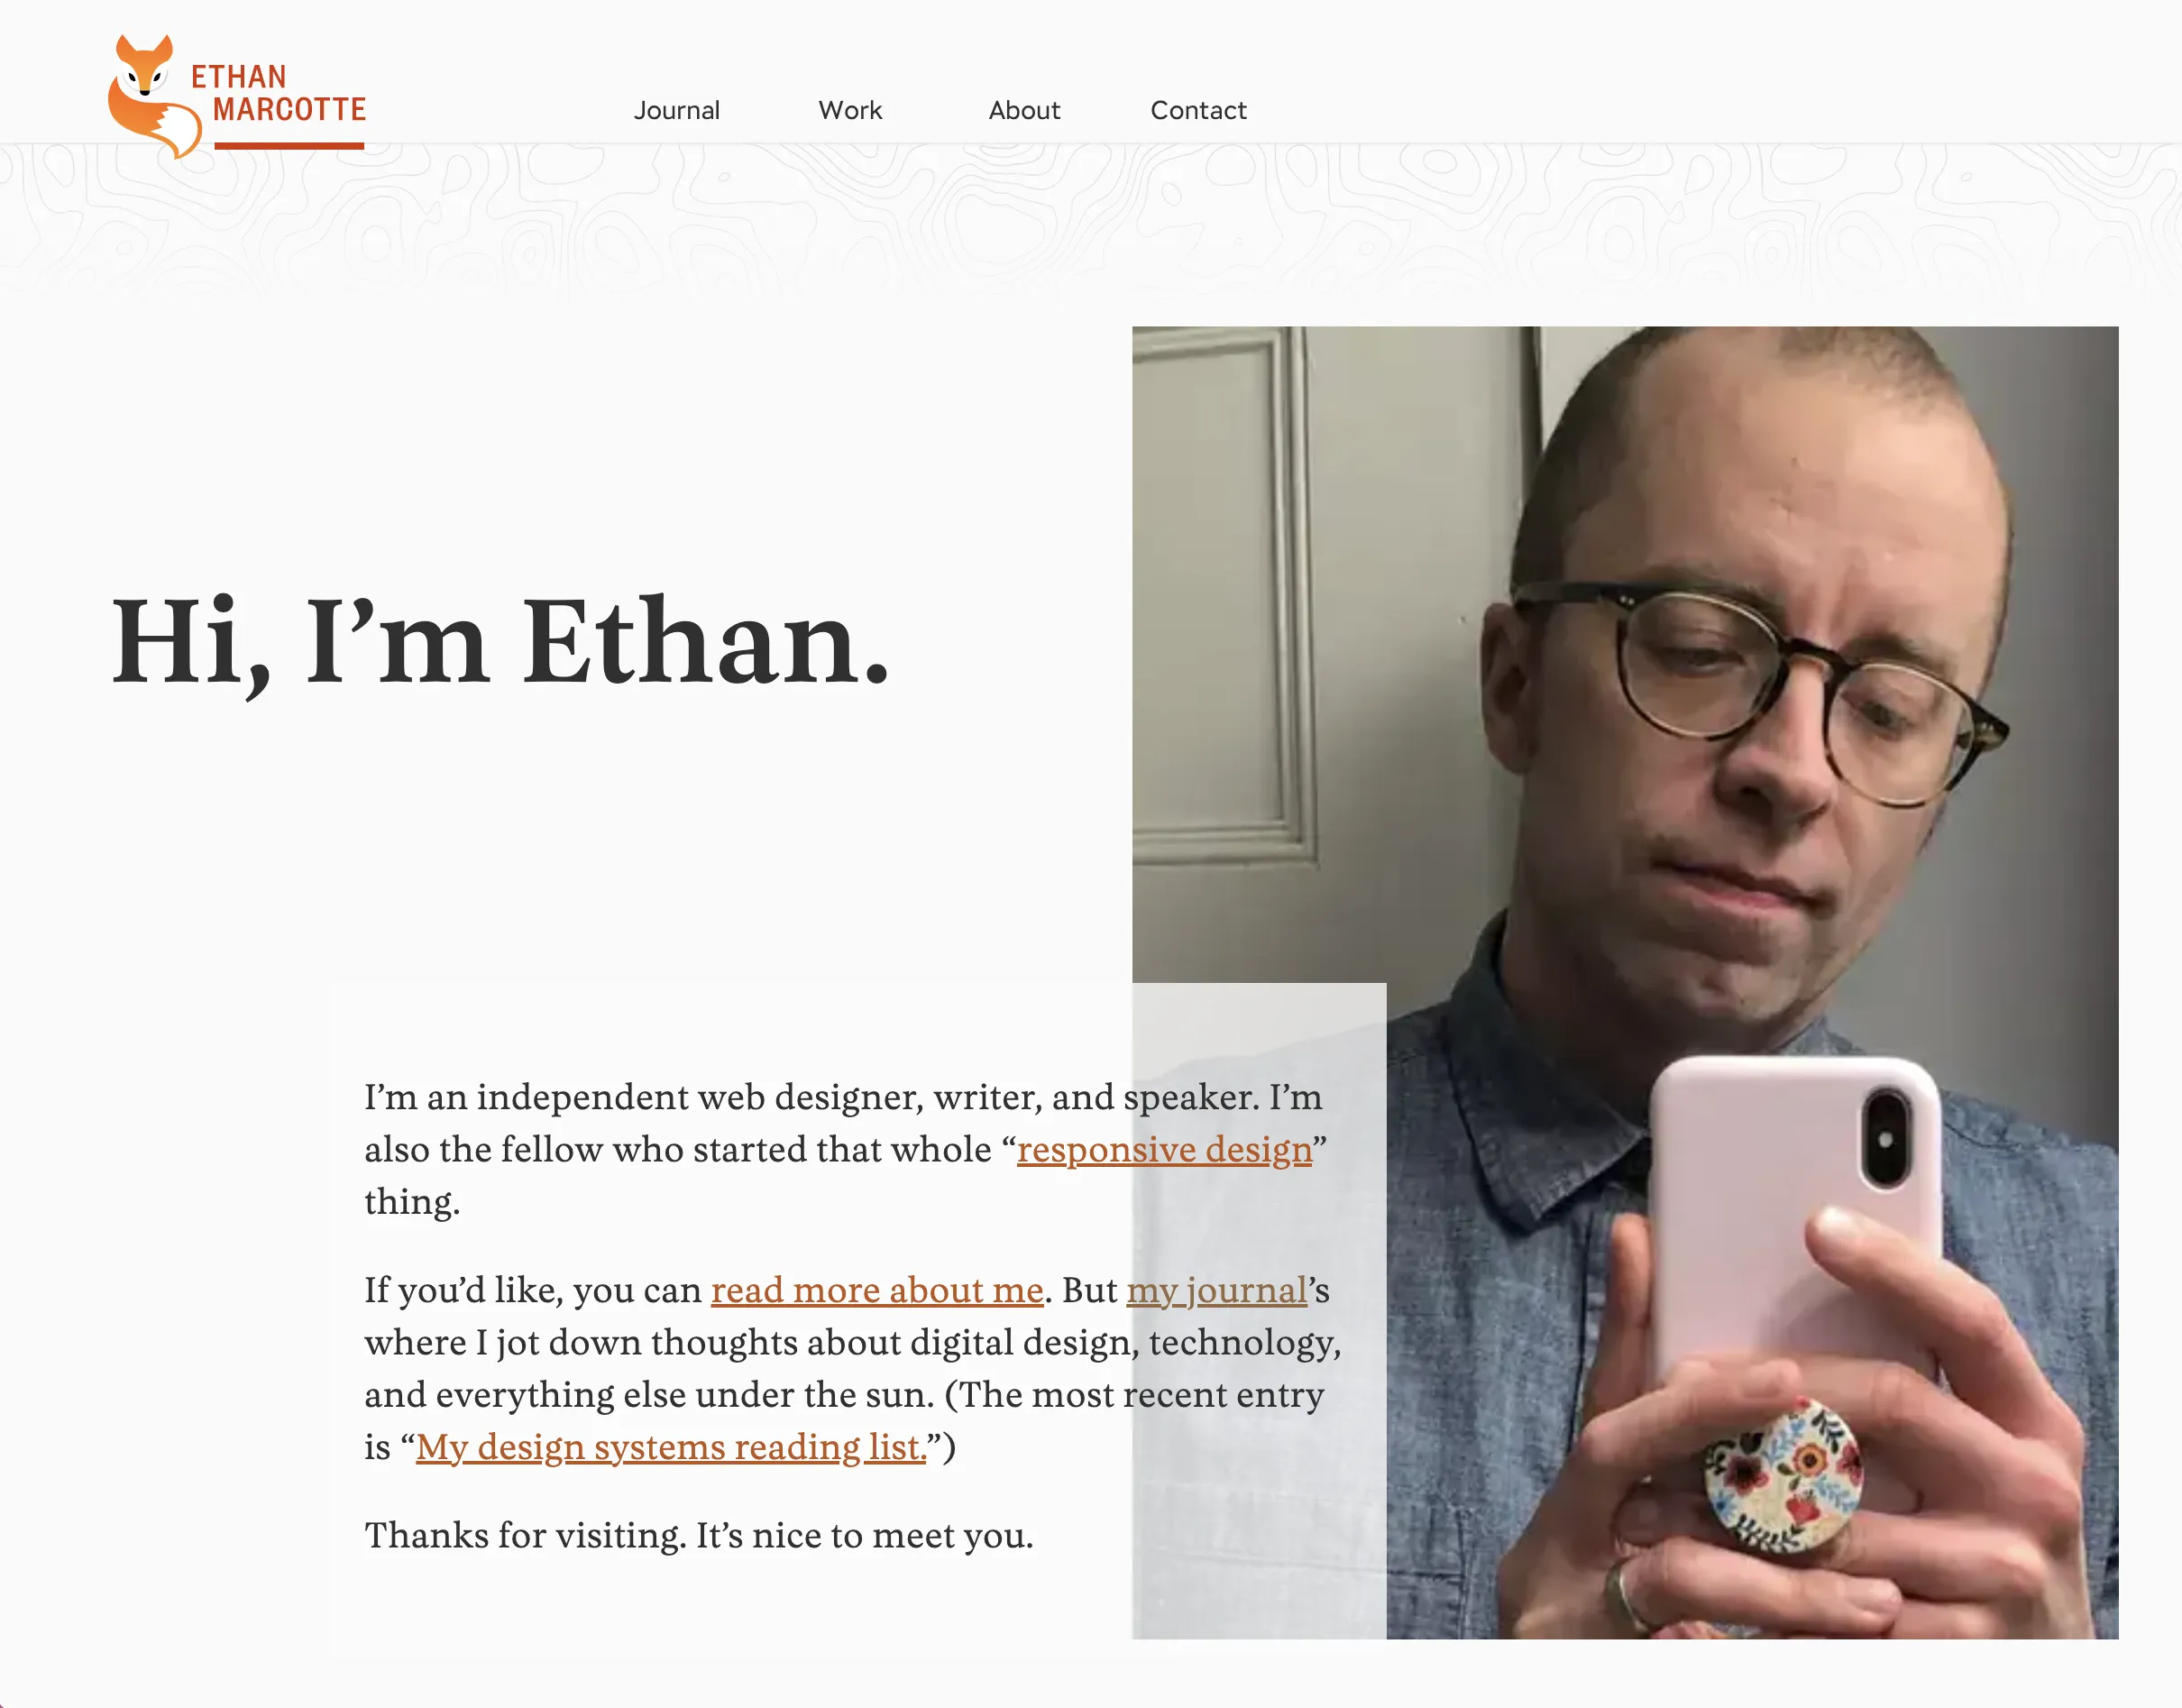 ETHAN
MARCOTTE
Journal Work About Contact
Hi, I’m Ethan.
I’m an independent web designer, writer, and speaker. I’m
also the fellow who started that whole “responsive design”
thing.
If you’d like, you can read more about me. But my journal’s
where I jot down thoughts about digital design, technology,
and everything else under the sun. (The most recent entry
is “My design systems reading list.”)
Thanks for visiting. It’s nice to meet you.